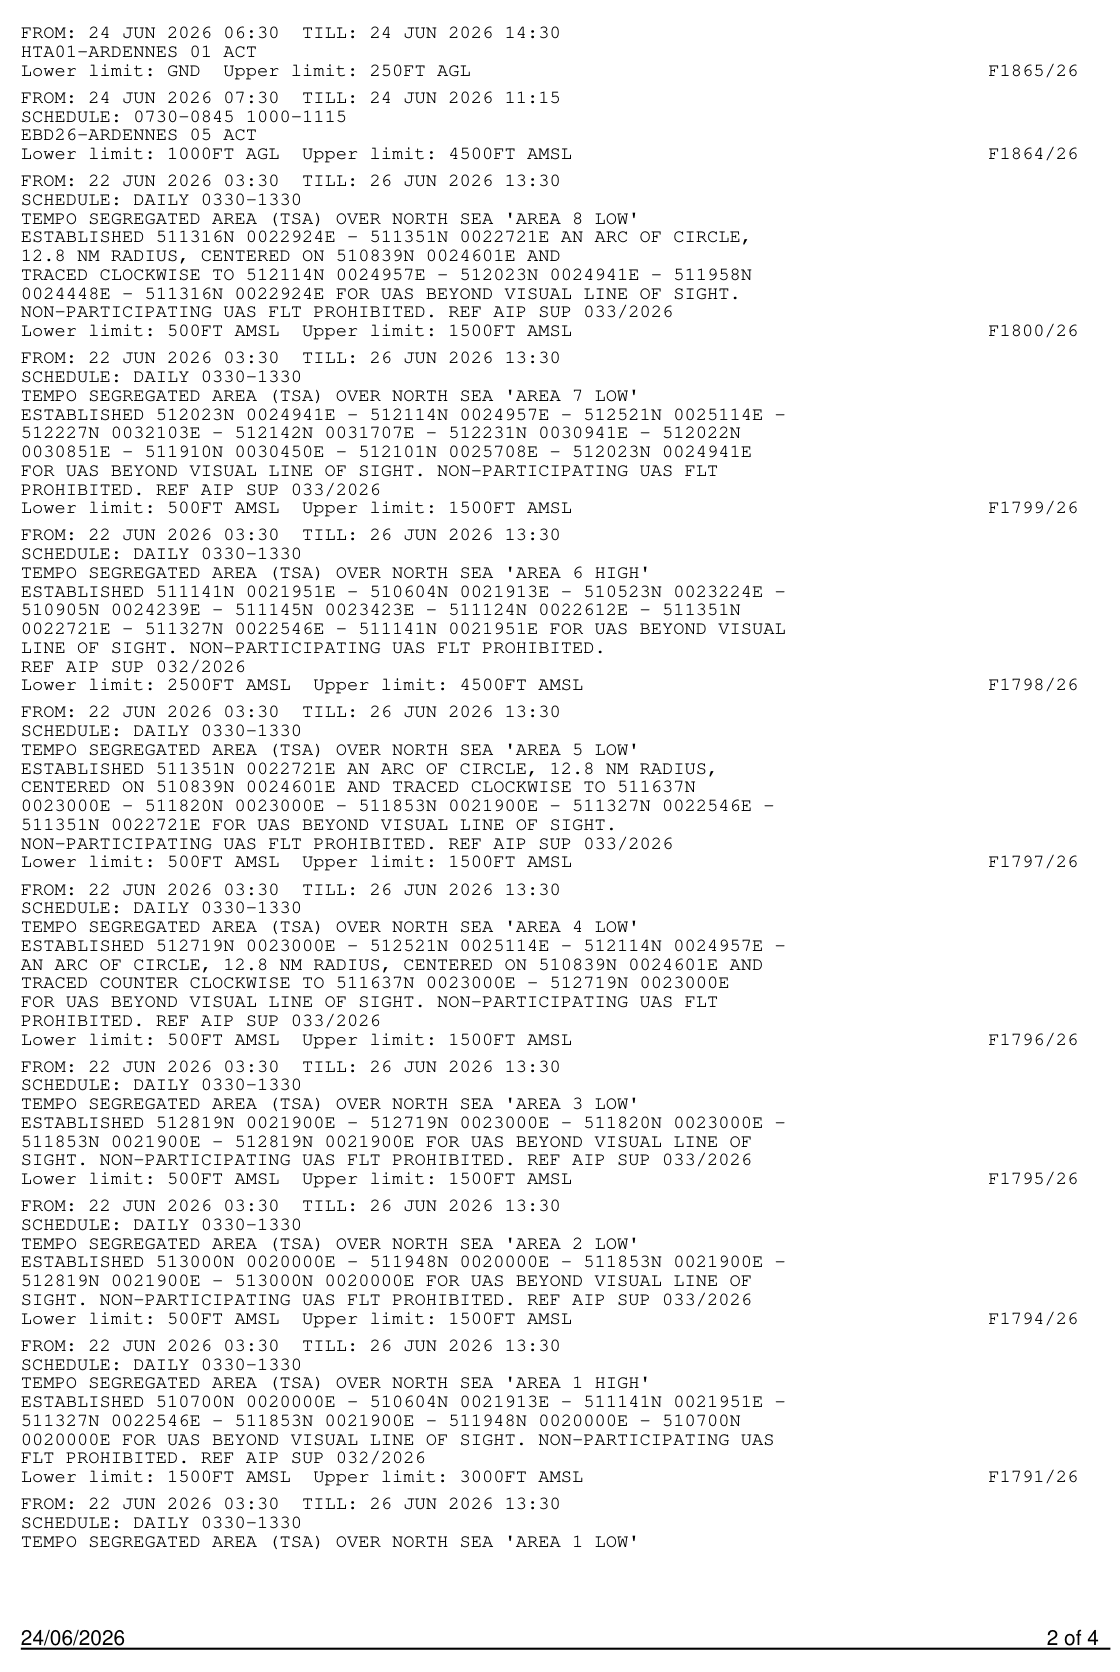 FROM: 24 JUN 2026 06:30  TILL: 24 JUN 2026 14:30
HTA01-ARDENNES 01 ACT
Lower limit: GND  Upper limit: 250FT AGL F1865/26
FROM: 24 JUN 2026 07:30  TILL: 24 JUN 2026 11:15
SCHEDULE: 0730-0845 1000-1115
EBD26-ARDENNES 05 ACT
Lower limit: 1000FT AGL  Upper limit: 4500FT AMSL F1864/26
FROM: 22 JUN 2026 03:30  TILL: 26 JUN 2026 13:30
SCHEDULE: DAILY 0330-1330
TEMPO SEGREGATED AREA (TSA) OVER NORTH SEA 'AREA 8 LOW'
ESTABLISHED 511316N 0022924E - 511351N 0022721E AN ARC OF CIRCLE,
12.8 NM RADIUS, CENTERED ON 510839N 0024601E AND
TRACED CLOCKWISE TO 512114N 0024957E - 512023N 0024941E - 511958N
0024448E - 511316N 0022924E FOR UAS BEYOND VISUAL LINE OF SIGHT.
NON-PARTICIPATING UAS FLT PROHIBITED. REF AIP SUP 033/2026
Lower limit: 500FT AMSL  Upper limit: 1500FT AMSL F1800/26
FROM: 22 JUN 2026 03:30  TILL: 26 JUN 2026 13:30
SCHEDULE: DAILY 0330-1330
TEMPO SEGREGATED AREA (TSA) OVER NORTH SEA 'AREA 7 LOW'
ESTABLISHED 512023N 0024941E - 512114N 0024957E - 512521N 0025114E -
512227N 0032103E - 512142N 0031707E - 512231N 0030941E - 512022N
0030851E - 511910N 0030450E - 512101N 0025708E - 512023N 0024941E
FOR UAS BEYOND VISUAL LINE OF SIGHT. NON-PARTICIPATING UAS FLT
PROHIBITED. REF AIP SUP 033/2026
Lower limit: 500FT AMSL  Upper limit: 1500FT AMSL F1799/26
FROM: 22 JUN 2026 03:30  TILL: 26 JUN 2026 13:30
SCHEDULE: DAILY 0330-1330
TEMPO SEGREGATED AREA (TSA) OVER NORTH SEA 'AREA 6 HIGH'
ESTABLISHED 511141N 0021951E - 510604N 0021913E - 510523N 0023224E -
510905N 0024239E - 511145N 0023423E - 511124N 0022612E - 511351N
0022721E - 511327N 0022546E - 511141N 0021951E FOR UAS BEYOND VISUAL
LINE OF SIGHT. NON-PARTICIPATING UAS FLT PROHIBITED.
REF AIP SUP 032/2026
Lower limit: 2500FT AMSL  Upper limit: 4500FT AMSL F1798/26
FROM: 22 JUN 2026 03:30  TILL: 26 JUN 2026 13:30
SCHEDULE: DAILY 0330-1330
TEMPO SEGREGATED AREA (TSA) OVER NORTH SEA 'AREA 5 LOW'
ESTABLISHED 511351N 0022721E AN ARC OF CIRCLE, 12.8 NM RADIUS,
CENTERED ON 510839N 0024601E AND TRACED CLOCKWISE TO 511637N
0023000E - 511820N 0023000E - 511853N 0021900E - 511327N 0022546E -
511351N 0022721E FOR UAS BEYOND VISUAL LINE OF SIGHT.
NON-PARTICIPATING UAS FLT PROHIBITED. REF AIP SUP 033/2026
Lower limit: 500FT AMSL  Upper limit: 1500FT AMSL F1797/26
FROM: 22 JUN 2026 03:30  TILL: 26 JUN 2026 13:30
SCHEDULE: DAILY 0330-1330
TEMPO SEGREGATED AREA (TSA) OVER NORTH SEA 'AREA 4 LOW'
ESTABLISHED 512719N 0023000E - 512521N 0025114E - 512114N 0024957E -
AN ARC OF CIRCLE, 12.8 NM RADIUS, CENTERED ON 510839N 0024601E AND
TRACED COUNTER CLOCKWISE TO 511637N 0023000E - 512719N 0023000E
FOR UAS BEYOND VISUAL LINE OF SIGHT. NON-PARTICIPATING UAS FLT
PROHIBITED. REF AIP SUP 033/2026
Lower limit: 500FT AMSL  Upper limit: 1500FT AMSL F1796/26
FROM: 22 JUN 2026 03:30  TILL: 26 JUN 2026 13:30
SCHEDULE: DAILY 0330-1330
TEMPO SEGREGATED AREA (TSA) OVER NORTH SEA 'AREA 3 LOW'
ESTABLISHED 512819N 0021900E - 512719N 0023000E - 511820N 0023000E -
511853N 0021900E - 512819N 0021900E FOR UAS BEYOND VISUAL LINE OF
SIGHT. NON-PARTICIPATING UAS FLT PROHIBITED. REF AIP SUP 033/2026
Lower limit: 500FT AMSL  Upper limit: 1500FT AMSL F1795/26
FROM: 22 JUN 2026 03:30  TILL: 26 JUN 2026 13:30
SCHEDULE: DAILY 0330-1330
TEMPO SEGREGATED AREA (TSA) OVER NORTH SEA 'AREA 2 LOW'
ESTABLISHED 513000N 0020000E - 511948N 0020000E - 511853N 0021900E -
512819N 0021900E - 513000N 0020000E FOR UAS BEYOND VISUAL LINE OF
SIGHT. NON-PARTICIPATING UAS FLT PROHIBITED. REF AIP SUP 033/2026
Lower limit: 500FT AMSL  Upper limit: 1500FT AMSL F1794/26
FROM: 22 JUN 2026 03:30  TILL: 26 JUN 2026 13:30
SCHEDULE: DAILY 0330-1330
TEMPO SEGREGATED AREA (TSA) OVER NORTH SEA 'AREA 1 HIGH'
ESTABLISHED 510700N 0020000E - 510604N 0021913E - 511141N 0021951E -
511327N 0022546E - 511853N 0021900E - 511948N 0020000E - 510700N
0020000E FOR UAS BEYOND VISUAL LINE OF SIGHT. NON-PARTICIPATING UAS
FLT PROHIBITED. REF AIP SUP 032/2026
Lower limit: 1500FT AMSL  Upper limit: 3000FT AMSL F1791/26
FROM: 22 JUN 2026 03:30  TILL: 26 JUN 2026 13:30
SCHEDULE: DAILY 0330-1330
TEMPO SEGREGATED AREA (TSA) OVER NORTH SEA 'AREA 1 LOW'
24/06/2026 2 of 4